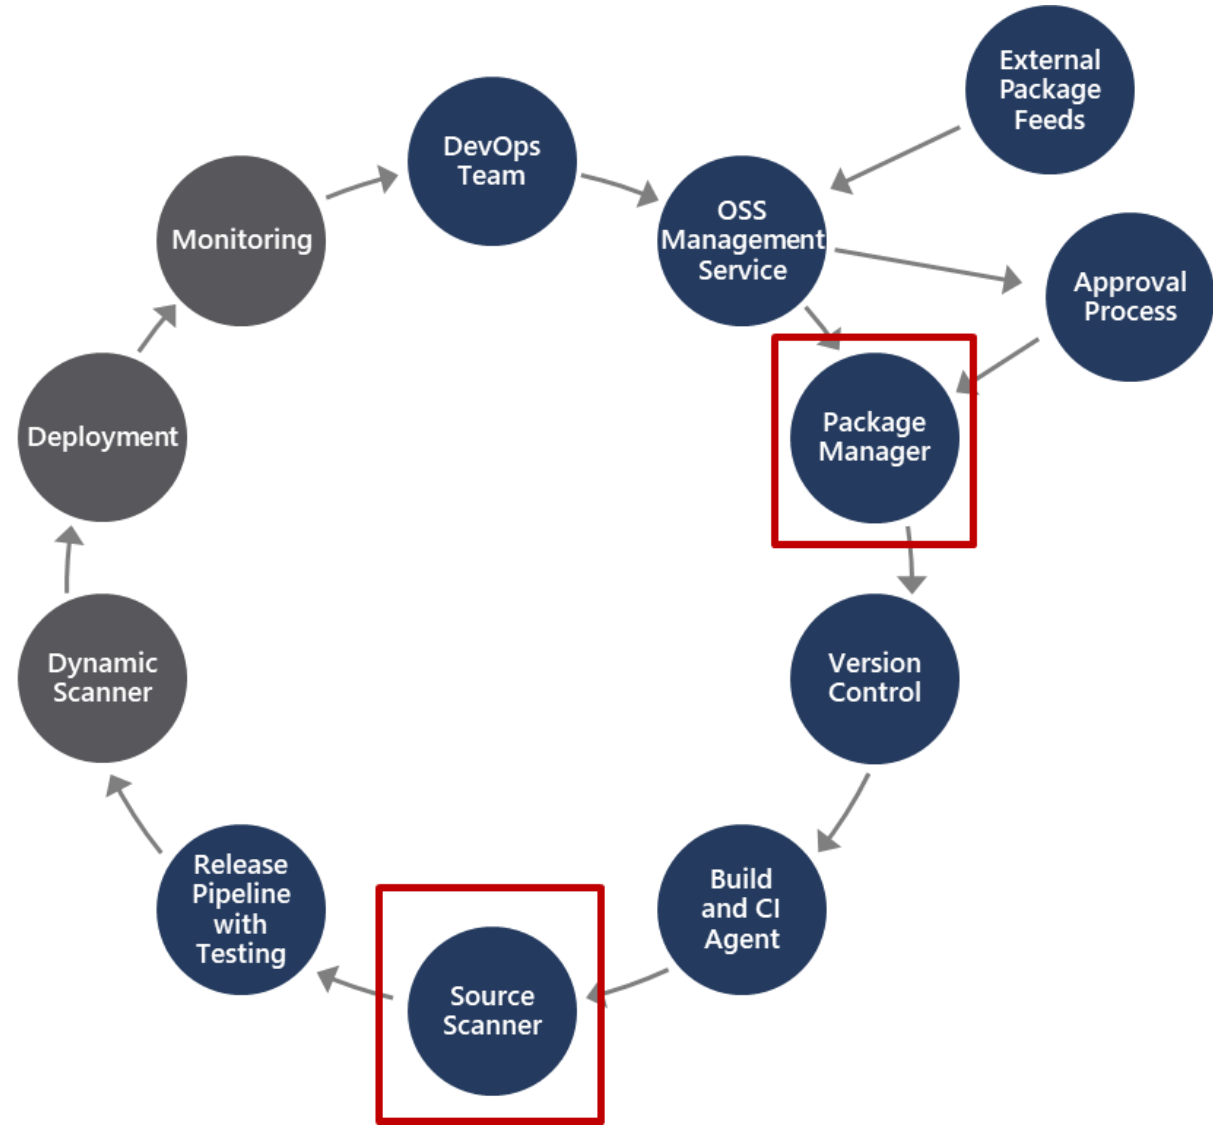 External
Package
Feeds
DevOps
Team
OSS
Management
Service
Monitoring
Approval
Process
Package
Manager
Deployment
Version
Control
Dynamic
Scanner
Build
and CI
Agent
Release
Pipeline
with
Testing
Source
Scanner